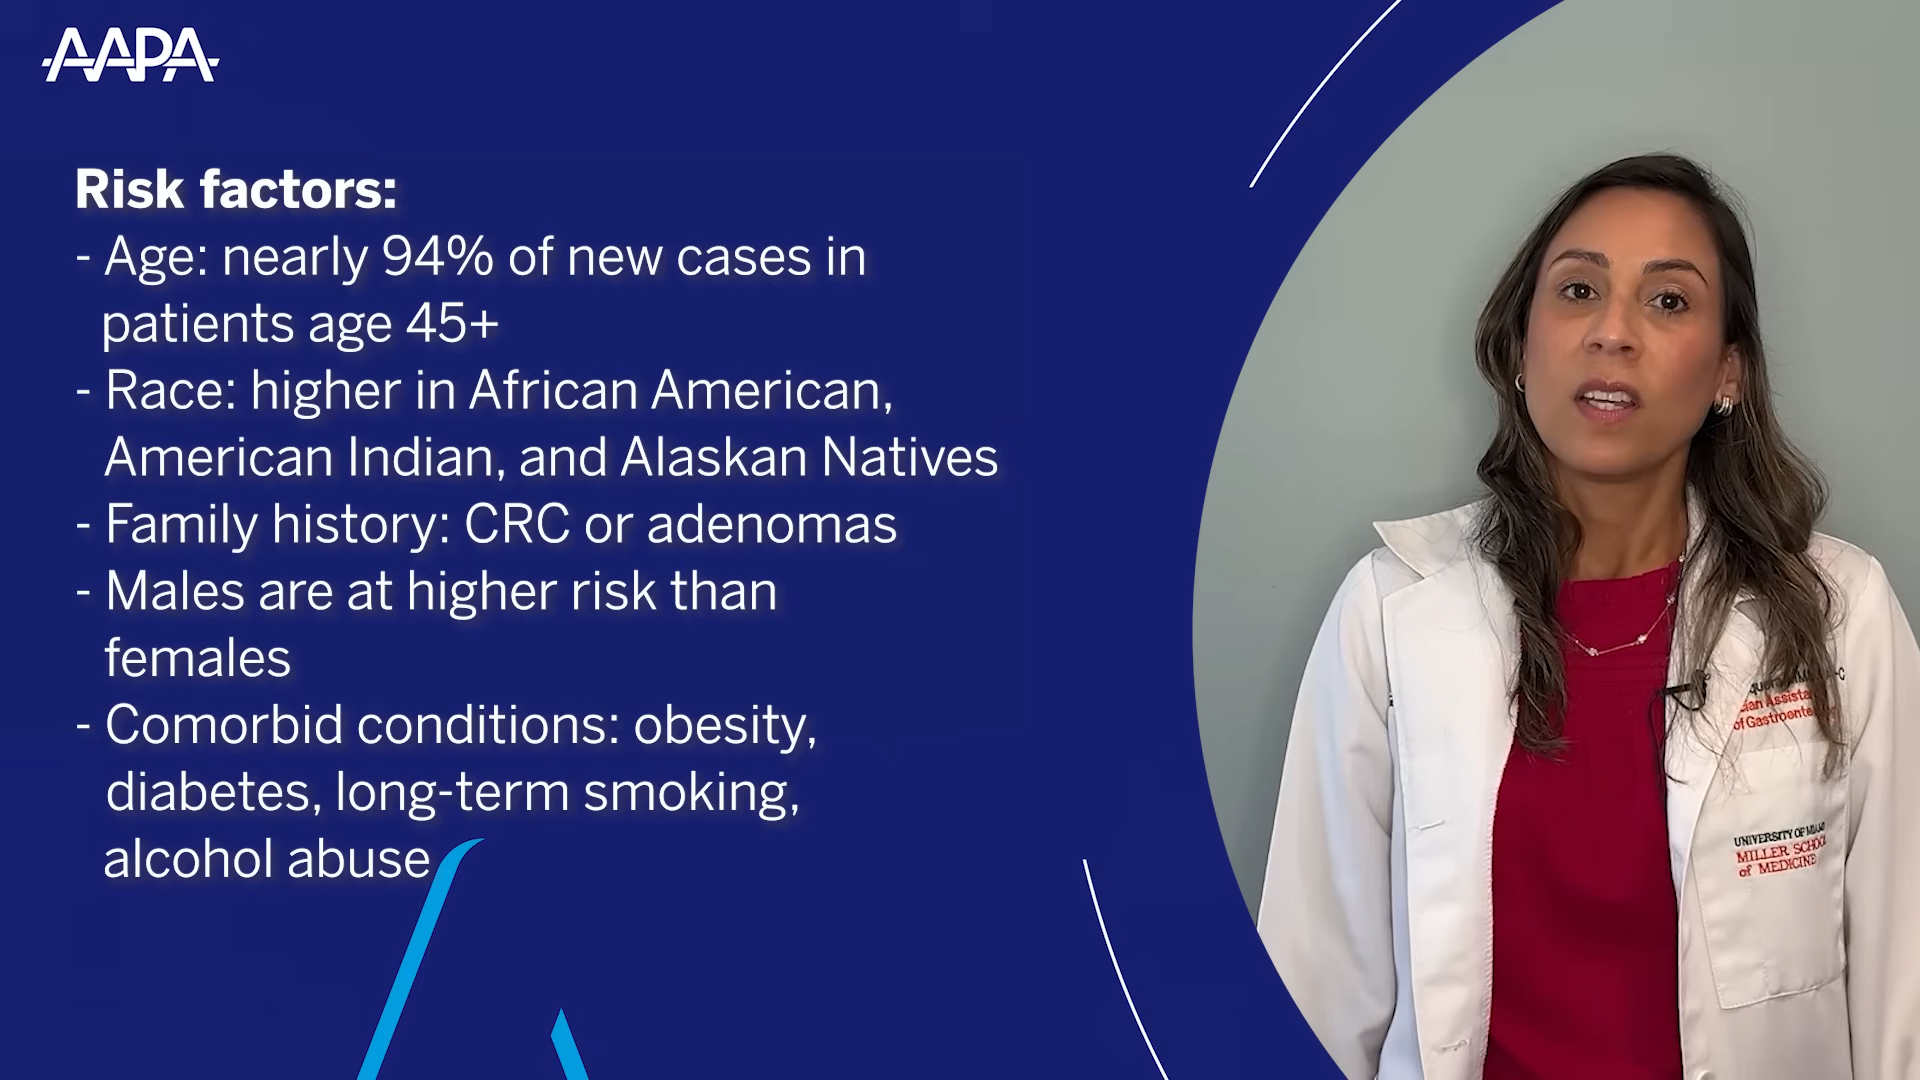 AAPA
Risk factors:
- Age: nearly 94% of new cases in
patients age 45+
- Race: higher in African American,
American Indian, and Alaskan Natives
- Family history: CRC or adenomas
- Males are at higher risk than
females
- Comorbid conditions: obesity,
diabetes, long-term smoking,
alcohol abuse
UNIVERSITY OF
MILLER
of MEDICINE